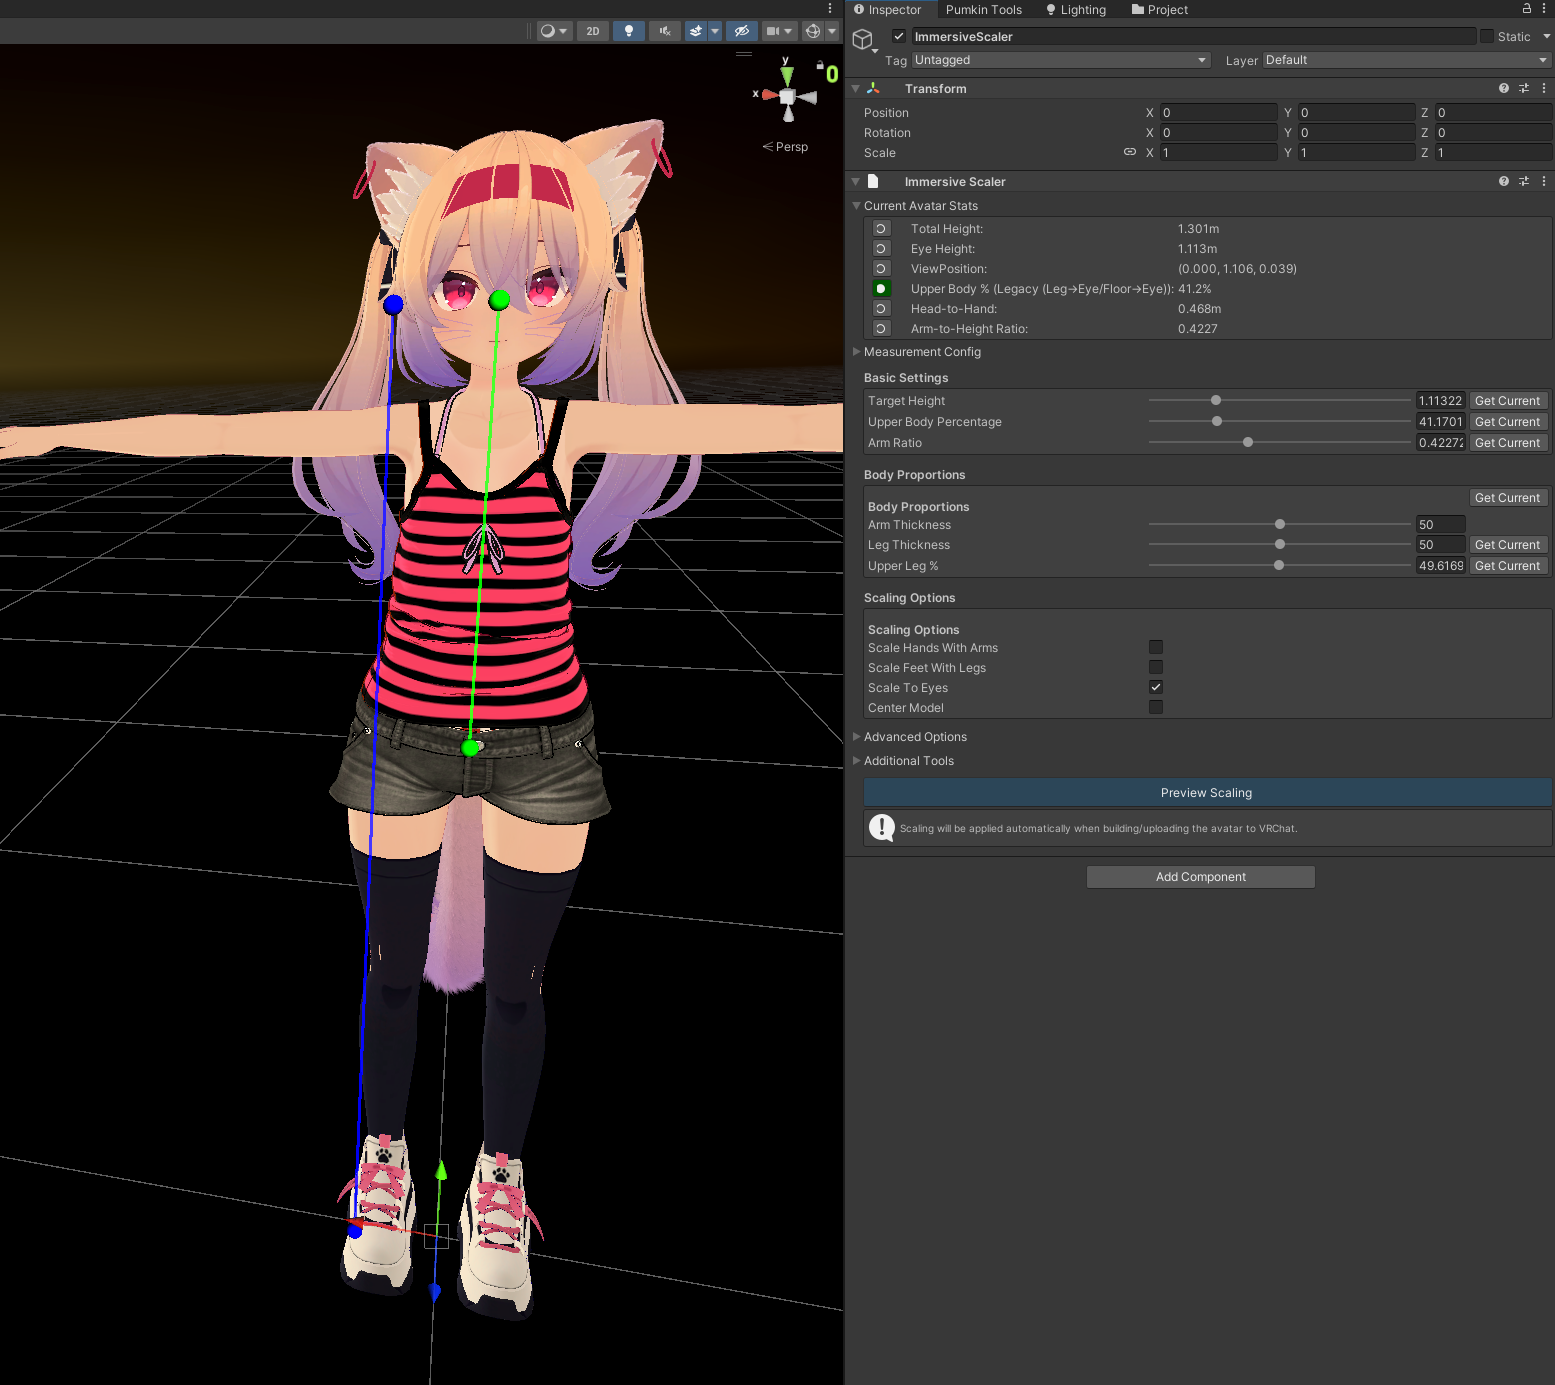 Inspector
Pumkin Tools
Lighting
Project
2D
ImmersiveScaler
Static
Tag Untagged
Layer Default
y
x
0
Persp
Transform
Position X 0 Y 0 Z 0
Rotation X 0 Y 0 Z 0
Scale X 1 Y 1 Z 1
Immersive Scaler
Current Avatar Stats
Total Height: 1.301m
Eye Height: 1.113m
ViewPosition: (0.000, 1.106, 0.039)
Upper Body % (Legacy (Leg→Eye/Floor→Eye)): 41.2%
Head-to-Hand: 0.468m
Arm-to-Height Ratio: 0.4227
Measurement Config
Basic Settings
Target Height 1.11322 Get Current
Upper Body Percentage 41.1701 Get Current
Arm Ratio 0.42272 Get Current
Body Proportions
Get Current
Body Proportions
Arm Thickness 50
Leg Thickness 50 Get Current
Upper Leg % 49.6169 Get Current
Scaling Options
Scaling Options
Scale Hands With Arms
Scale Feet With Legs
Scale To Eyes
Center Model
Advanced Options
Additional Tools
Preview Scaling
Scaling will be applied automatically when building/uploading the avatar to VRChat.
Add Component